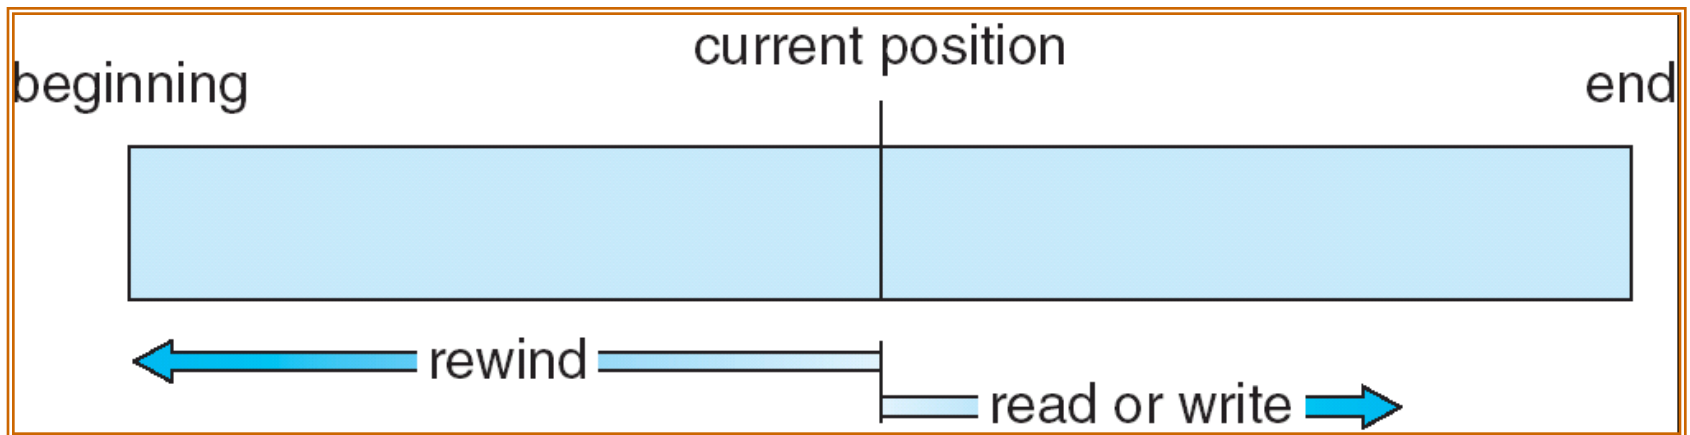 current position
beginning
end
rewind
read or write